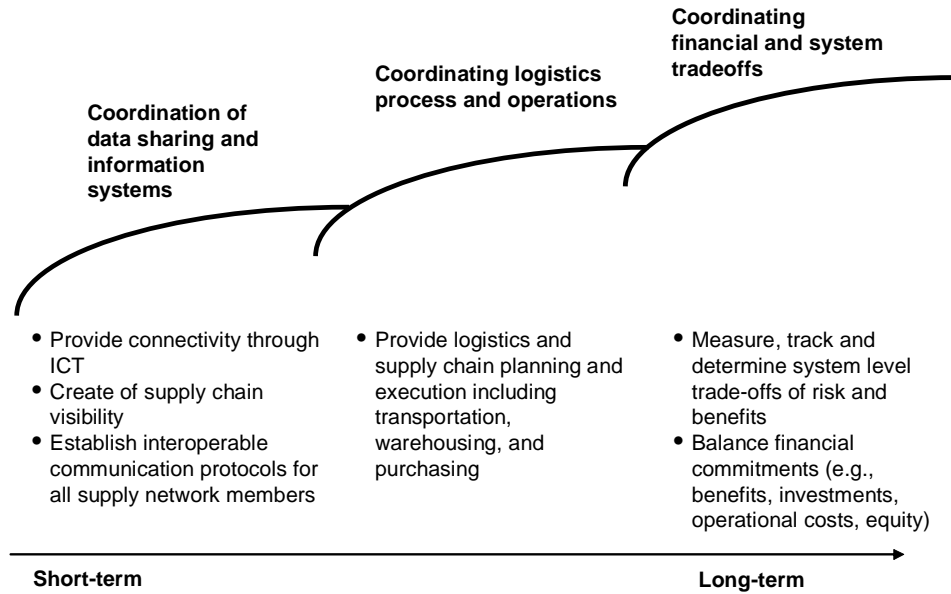 Coordination of
data sharing and
information
systems
Coordinating logistics
process and operations
Coordinating
financial and system
tradeoffs
• Provide connectivity through
ICT
• Create of supply chain
visibility
• Establish interoperable
communication protocols for
all supply network members
• Provide logistics and
supply chain planning and
execution including
transportation,
warehousing, and
purchasing
• Measure, track and
determine system level
trade-offs of risk and
benefits
• Balance financial
commitments (e.g.,
benefits, investments,
operational costs, equity)
Short-term
Long-term